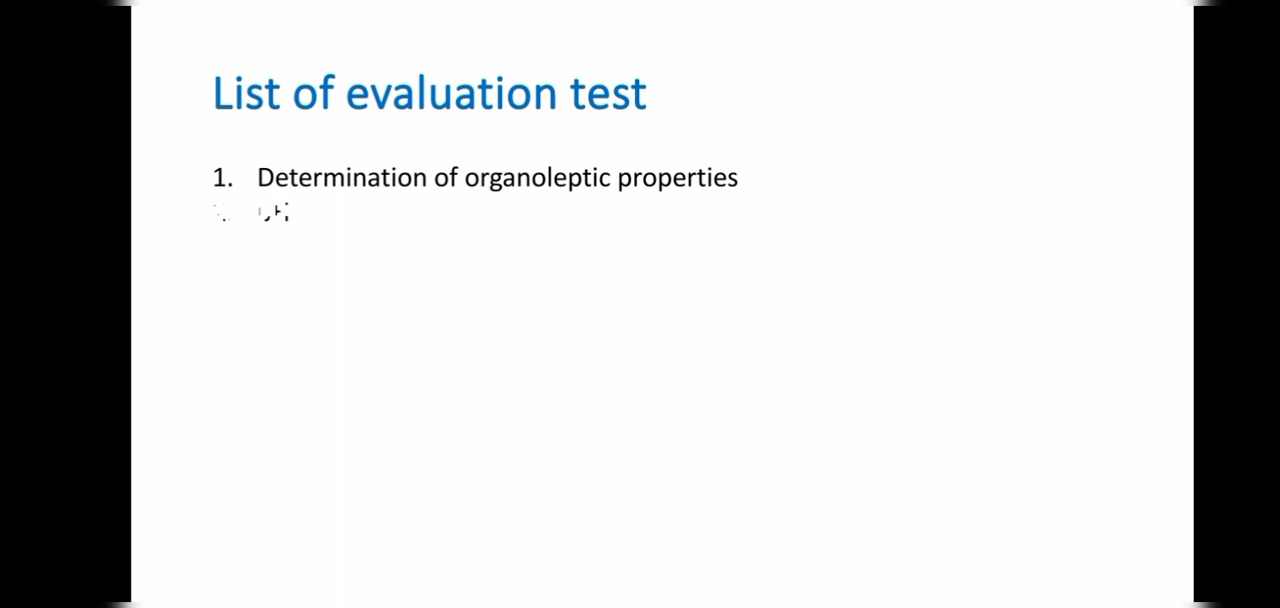 List of evaluation test
1. Determination of organoleptic properties